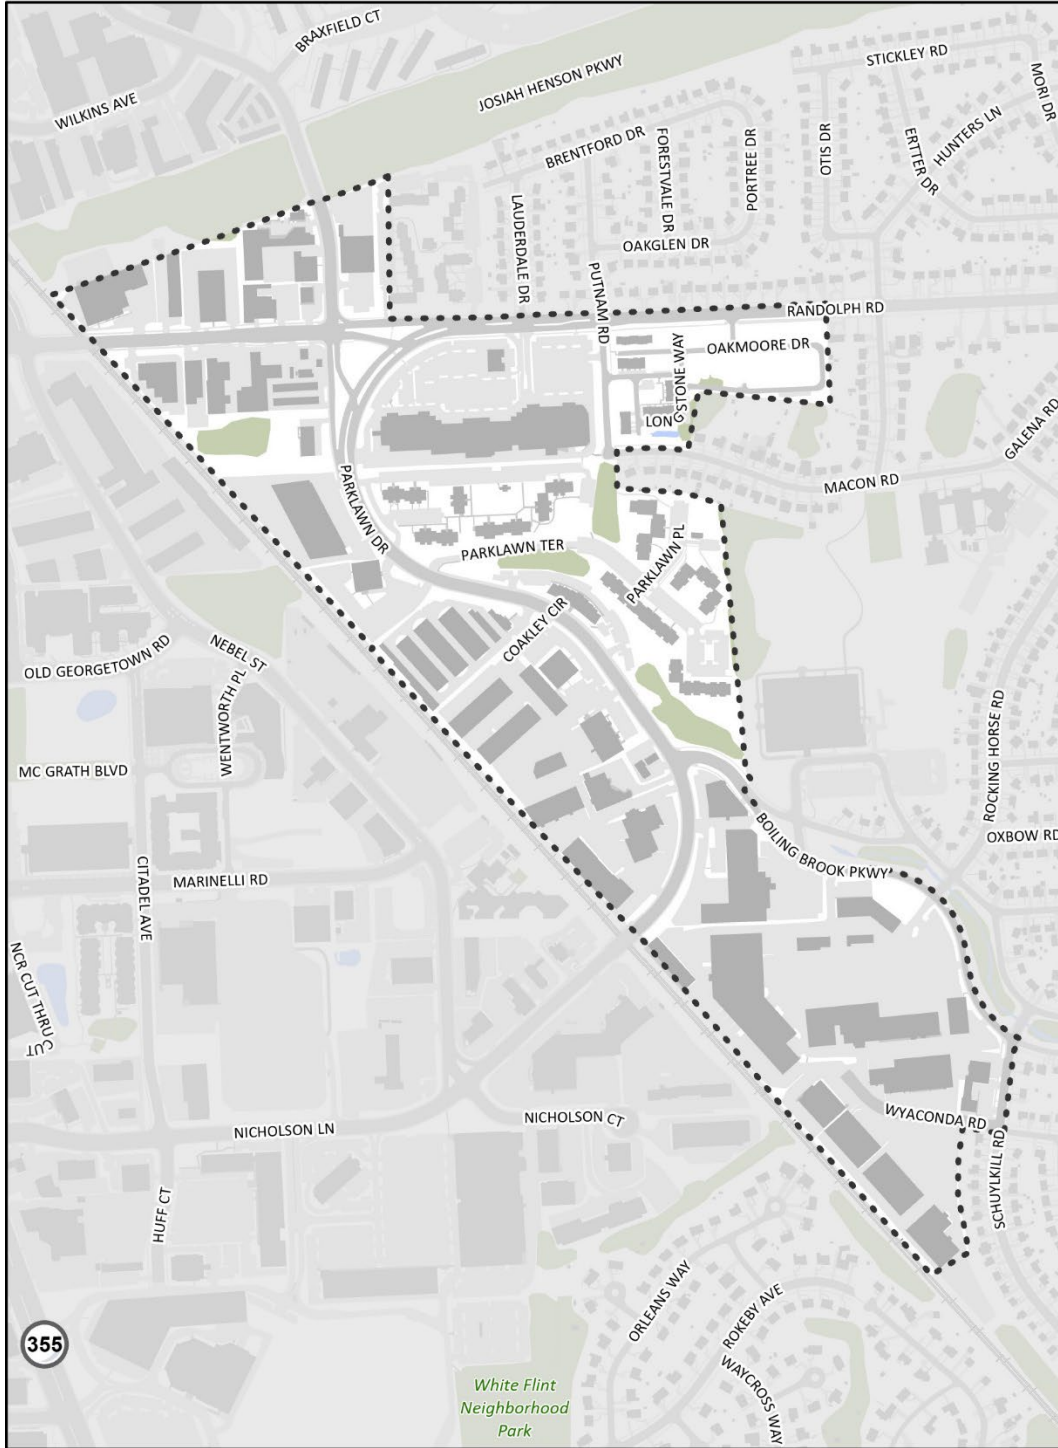 BRAXFIELD CT
WILKINS AVE
JOSIAH HENSON PKWY
STICKLEY RD
MORI DR
HUNTERS LN
ERTTER DR
OTIS DR
BRENTFORD DR
FORESTVALE DR
PORTREE DR
LAUDERDALE DR
OAKGLEN DR
PUTNAM RD
RANDOLPH RD
OAKMOORE DR
LONGSTONE WAY
GALENA RD
MACON RD
PARKLAWN DR
PARKLAWN TER
PARKLAWN PL
COAKLEY CIR
OLD GEORGETOWN RD
NEBEL ST
WENTWORTH PL
MC GRATH BLVD
ROCKING HORSE RD
OXBOW RD
BOILING BROOK PKWY
MARINELLI RD
CITADEL AVE
NCR CUT THRU
CUT
NICHOLSON LN
NICHOLSON CT
WYACONDA RD
SCHUYLKILL RD
HUFF CT
ORLEANS WAY
ROKEBY AVE
WAYCROSS WAY
355
White Flint
Neighborhood
Park